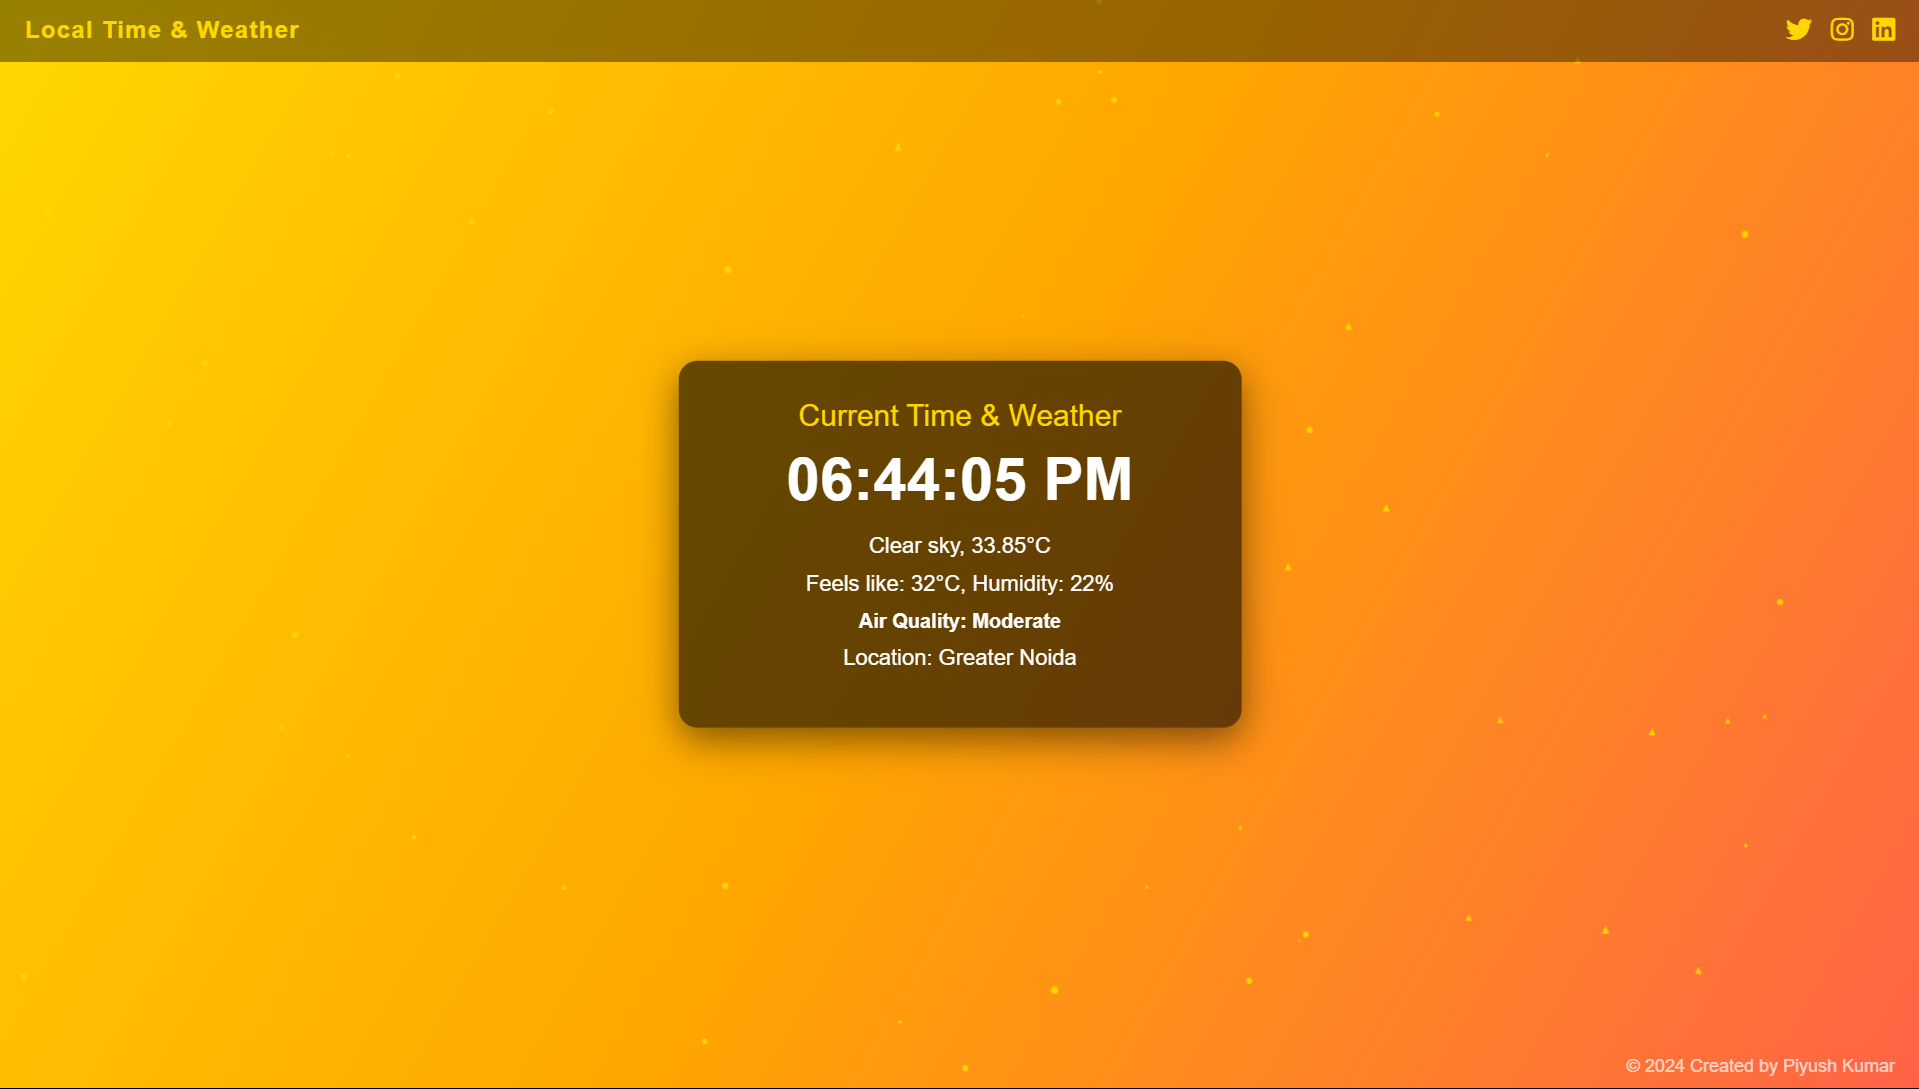 Local Time & Weather
Current Time & Weather
06:44:05 PM
Clear sky, 33.85°C
Feels like: 32°C, Humidity: 22%
Air Quality: Moderate
Location: Greater Noida
© 2024 Created by Piyush Kumar